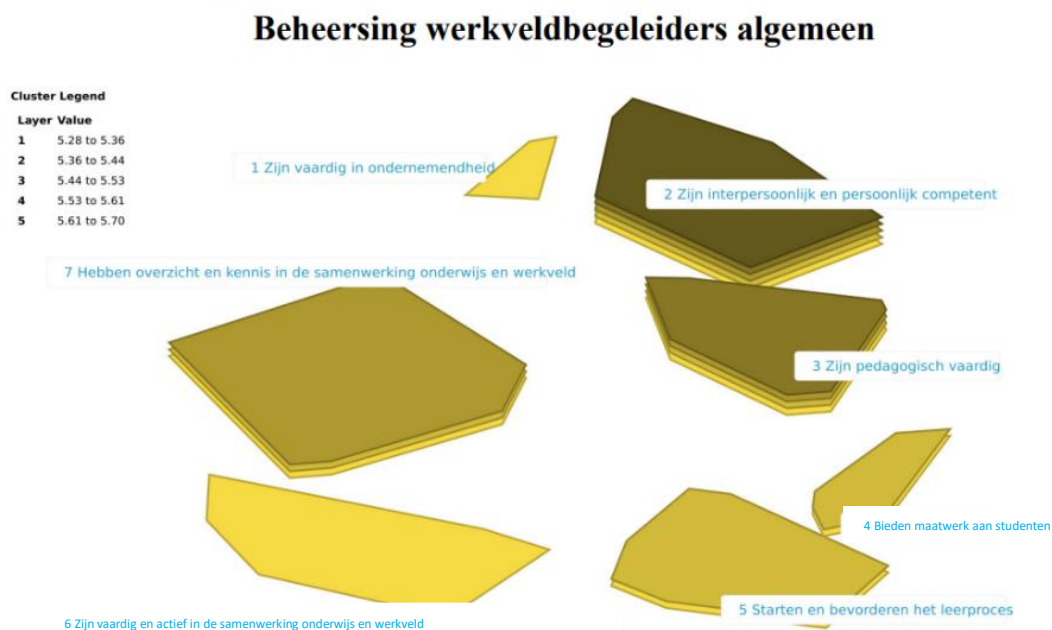 Beheersing werkveldbegeleiders algemeen
Cluster Legend
Layer Value
1 5.28 to 5.36
2 5.36 to 5.44
3 5.44 to 5.53
4 5.53 to 5.61
5 5.61 to 5.70
1 Zijn vaardig in ondernemendheid
2 Zijn interpersoonlijk en persoonlijk competent
7 Hebben overzicht en kennis in de samenwerking onderwijs en werkveld
3 Zijn pedagogisch vaardig
4 Bieden maatwerk aan studenten
5 Starten en bevorderen het leerproces
6 Zijn vaardig en actief in de samenwerking onderwijs en werkveld